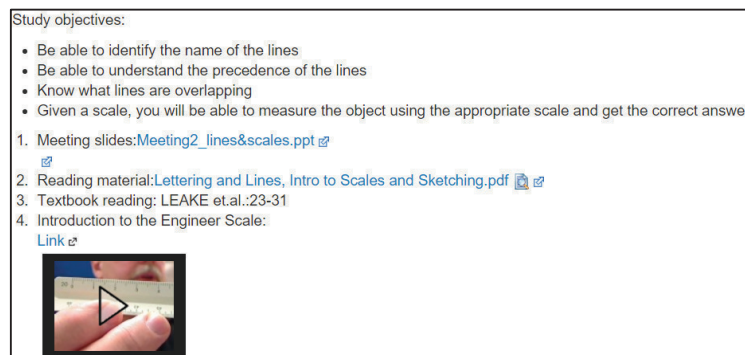 Study objectives:
• Be able to identify the name of the lines
• Be able to understand the precedence of the lines
• Know what lines are overlapping
• Given a scale, you will be able to measure the object using the appropriate scale and get the correct answe
1. Meeting slides:Meeting2_lines&scales.ppt
2. Reading material:Lettering and Lines, Intro to Scales and Sketching.pdf
3. Textbook reading: LEAKE et.al.:23-31
4. Introduction to the Engineer Scale:
Link